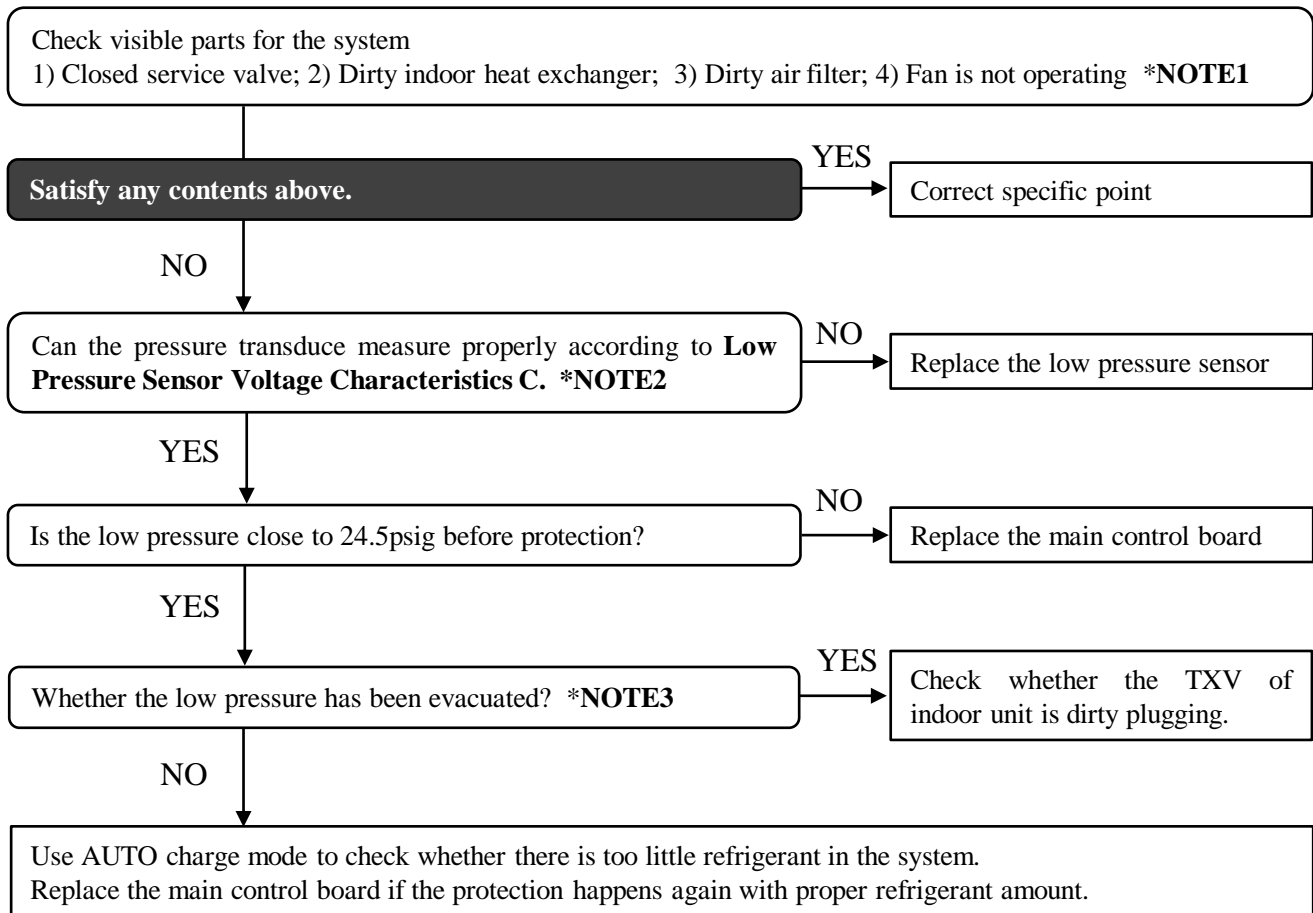 Check visible parts for the system
1) Closed service valve; 2) Dirty indoor heat exchanger; 3) Dirty air filter; 4) Fan is not operating *NOTE1
YES
Satisfy any contents above.
Correct specific point
NO
Can the pressure transduce measure properly according to Low
Pressure Sensor Voltage Characteristics C. *NOTE2
NO
Replace the low pressure sensor
YES
Is the low pressure close to 24.5psig before protection?
NO
Replace the main control board
YES
Whether the low pressure has been evacuated? *NOTE3
YES
Check whether the TXV of
indoor unit is dirty plugging.
NO
Use AUTO charge mode to check whether there is too little refrigerant in the system.
Replace the main control board if the protection happens again with proper refrigerant amount.